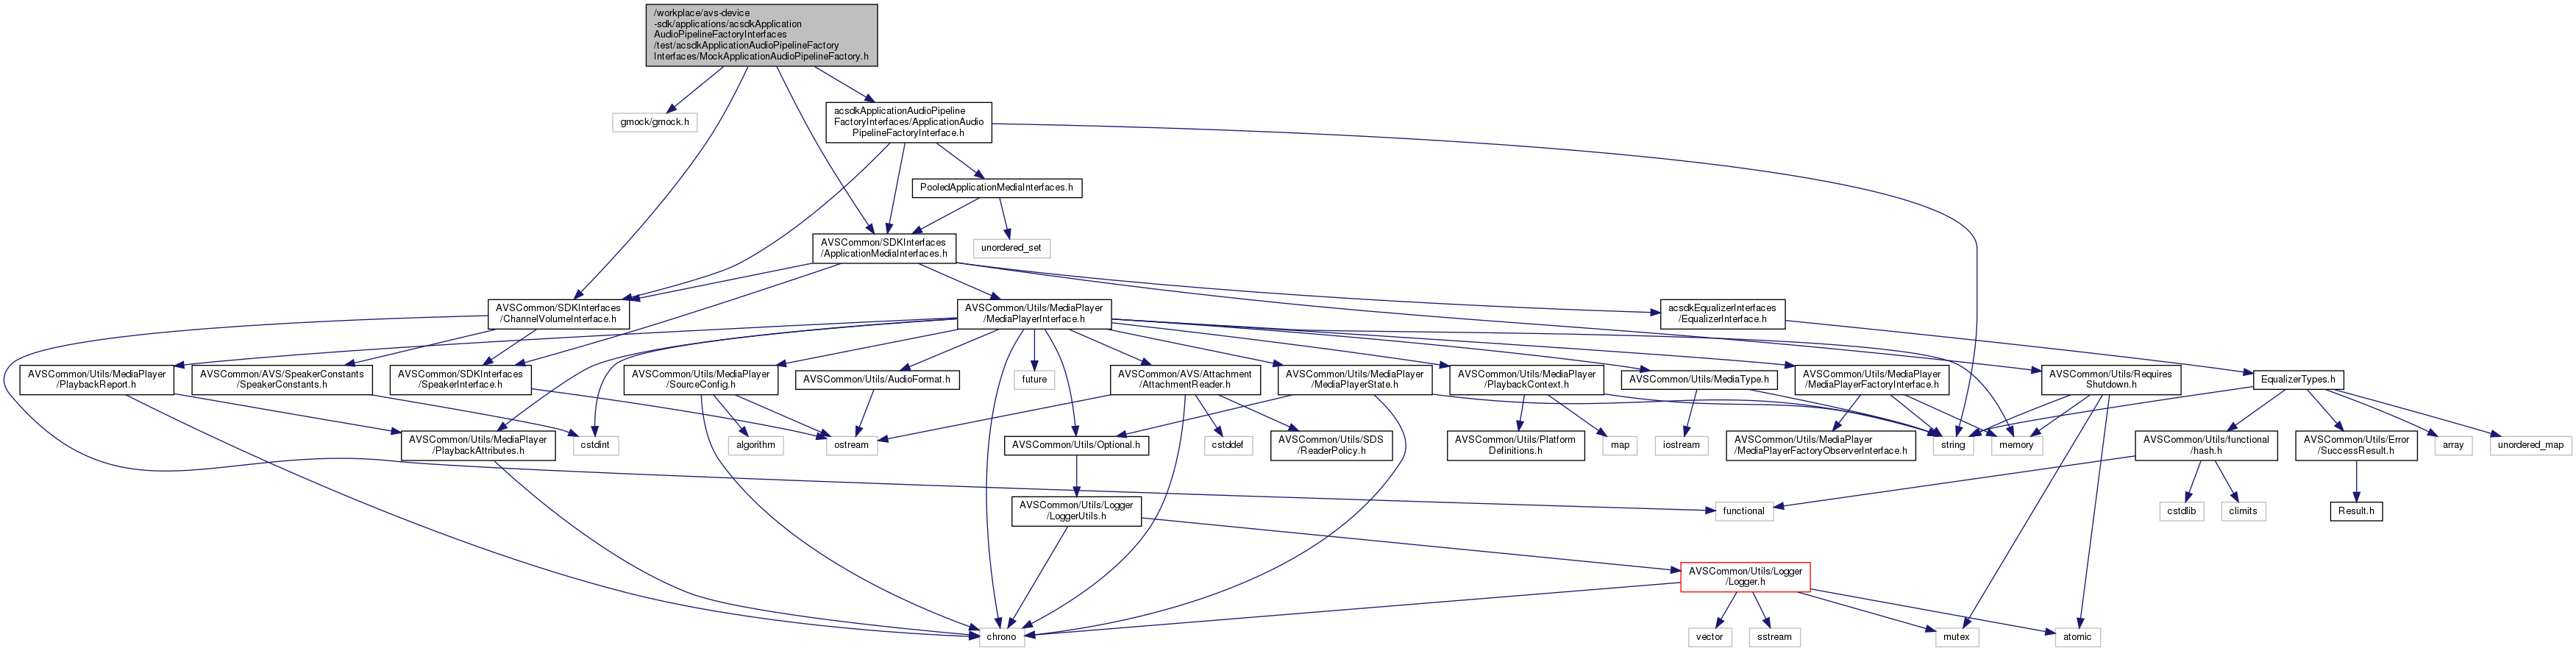 /workplace/avs-device
-sdk/applications/acsdkApplication
AudioPipelineFactoryInterfaces
/test/acsdkApplicationAudioPipelineFactory
Interfaces/MockApplicationAudioPipelineFactory.h
gmock/gmock.h
acsdkApplicationAudioPipeline
FactoryInterfaces/ApplicationAudio
PipelineFactoryInterface.h
PooledApplicationMediaInterfaces.h
AVSCommon/SDKInterfaces
/ApplicationMediaInterfaces.h
unordered_set
AVSCommon/SDKInterfaces
/ChannelVolumeInterface.h
AVSCommon/Utils/MediaPlayer
/MediaPlayerInterface.h
acsdkEqualizerInterfaces
/EqualizerInterface.h
AVSCommon/Utils/MediaPlayer
/PlaybackReport.h
AVSCommon/AVS/SpeakerConstants
/SpeakerConstants.h
AVSCommon/SDKInterfaces
/SpeakerInterface.h
AVSCommon/Utils/MediaPlayer
/SourceConfig.h
AVSCommon/Utils/AudioFormat.h
future
AVSCommon/AVS/Attachment
/AttachmentReader.h
AVSCommon/Utils/MediaPlayer
/MediaPlayerState.h
AVSCommon/Utils/MediaPlayer
/PlaybackContext.h
AVSCommon/Utils/MediaType.h
AVSCommon/Utils/MediaPlayer
/MediaPlayerFactoryInterface.h
AVSCommon/Utils/Requires
Shutdown.h
EqualizerTypes.h
AVSCommon/Utils/MediaPlayer
/PlaybackAttributes.h
cstdint
algorithm
ostream
AVSCommon/Utils/Optional.h
cstddef
AVSCommon/Utils/SDS
/ReaderPolicy.h
AVSCommon/Utils/Platform
Definitions.h
map
iostream
AVSCommon/Utils/MediaPlayer
/MediaPlayerFactoryObserverInterface.h
string
memory
AVSCommon/Utils/functional
/hash.h
AVSCommon/Utils/Error
/SuccessResult.h
array
unordered_map
AVSCommon/Utils/Logger
/LoggerUtils.h
functional
cstdlib
climits
Result.h
AVSCommon/Utils/Logger
/Logger.h
chrono
vector
sstream
mutex
atomic